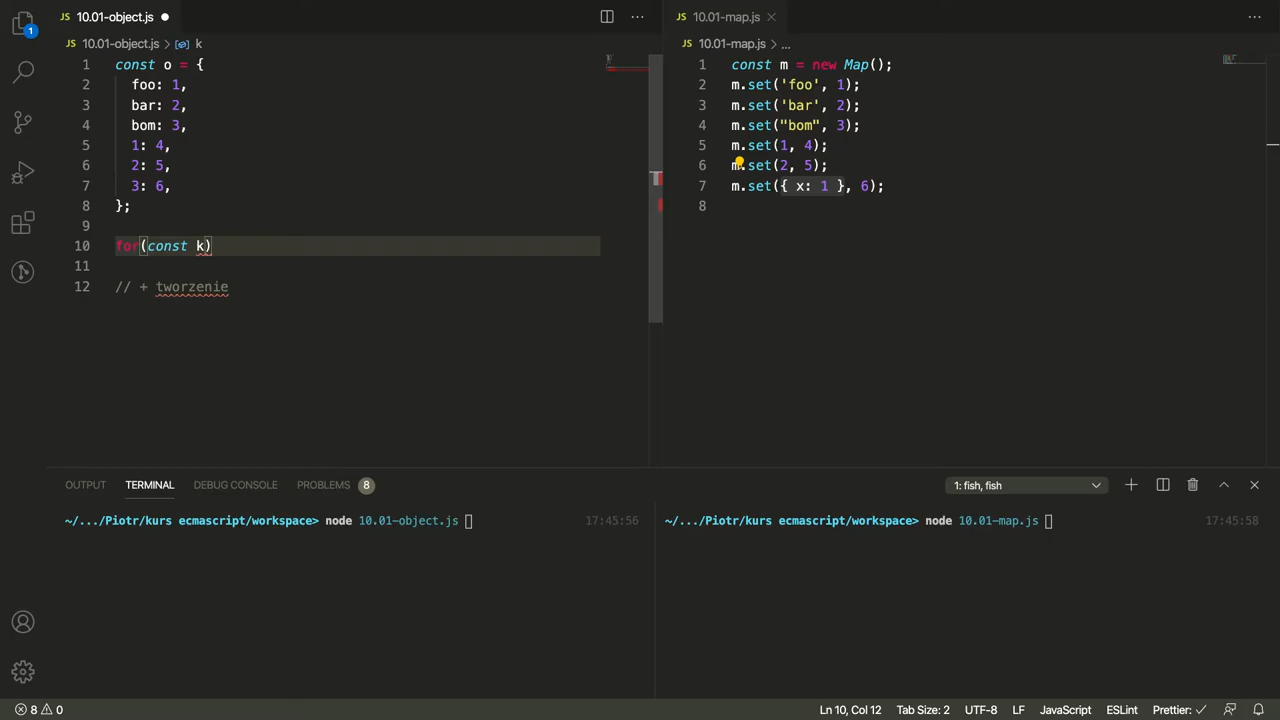 10.01-object.js
10.01-map.js
10.01-object.js k
10.01-map.js ...
1
const o = {
1
const m = new Map();
2
foo: 1,
2
m.set('foo', 1);
3
bar: 2,
3
m.set('bar', 2);
4
bom: 3,
4
m.set("bom", 3);
5
1: 4,
5
m.set(1, 4);
6
2: 5,
6
m.set(2, 5);
7
3: 6,
7
m.set({ x: 1 }, 6);
8
};
8
9
10
for(const k)
11
12
// + tworzenie
OUTPUT
TERMINAL
DEBUG CONSOLE
PROBLEMS 8
1: fish, fish
~/.../Piotr/kurs ecmascript/workspace> node 10.01-object.js
17:45:56
~/.../Piotr/kurs ecmascript/workspace> node 10.01-map.js
17:45:58
1
8 0
Ln 10, Col 12
Tab Size: 2
UTF-8
LF
JavaScript
ESLint
Prettier: ✓